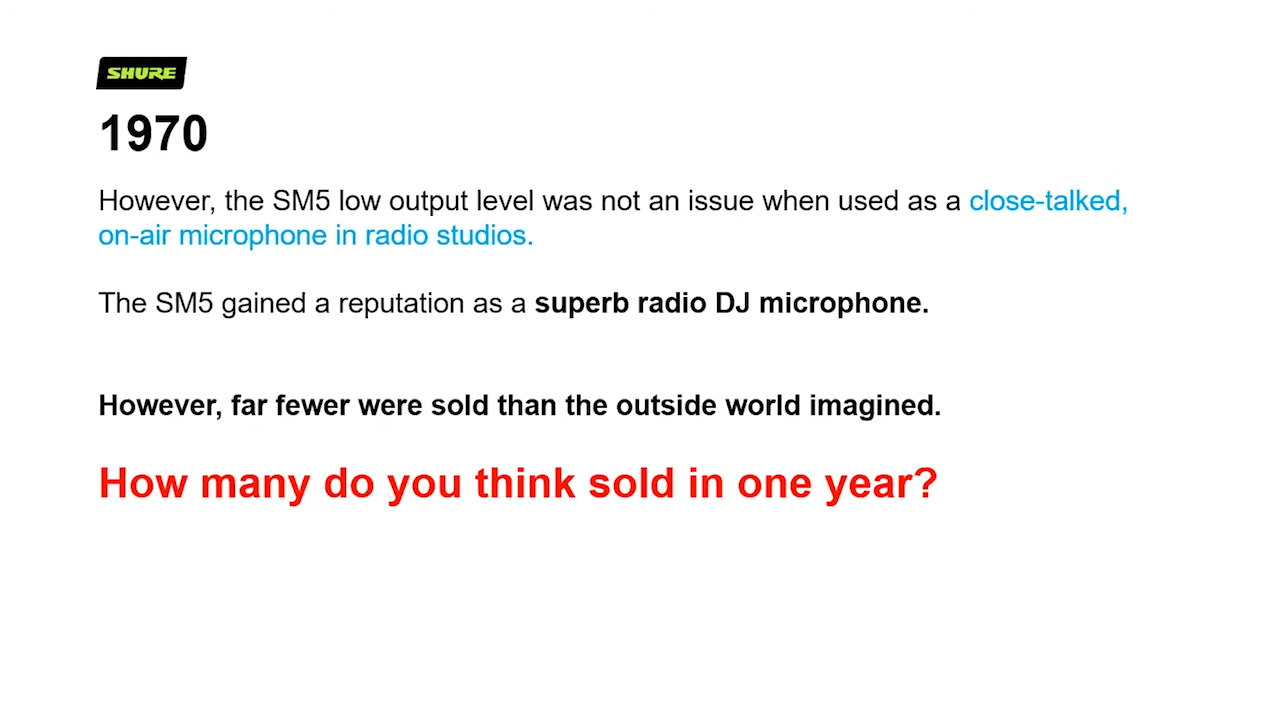 SHURE
1970
However, the SM5 low output level was not an issue when used as a close-talked,
on-air microphone in radio studios.
The SM5 gained a reputation as a superb radio DJ microphone.
However, far fewer were sold than the outside world imagined.
How many do you think sold in one year?